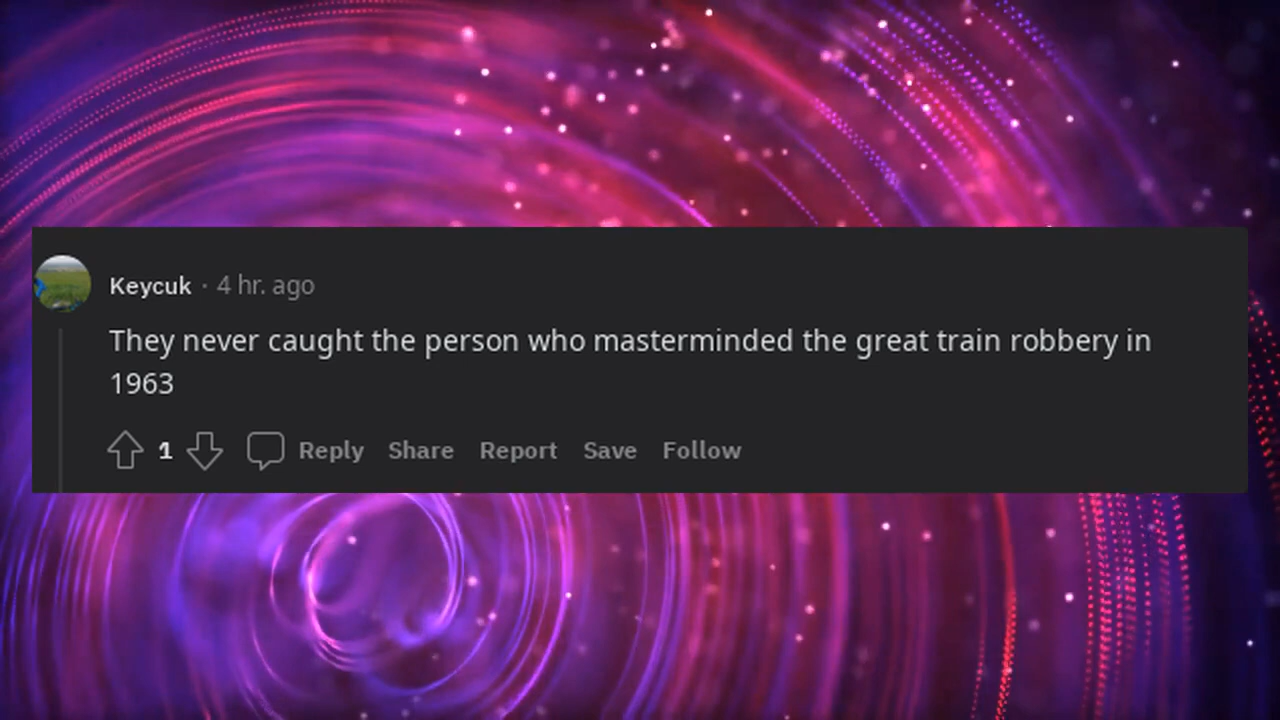 Keycuk · 4 hr. ago
They never caught the person who masterminded the great train robbery in
1963
1 Reply Share Report Save Follow